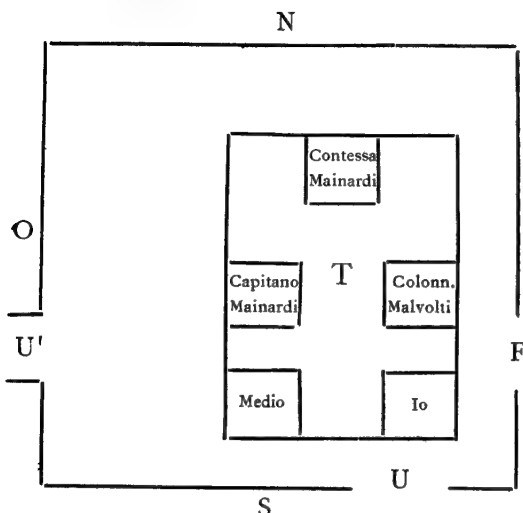 N
Contessa
Mainardi
O
Capitano
Mainardi
T
Colonn.
Malvolti
U'
F
Medio
Io
U
S